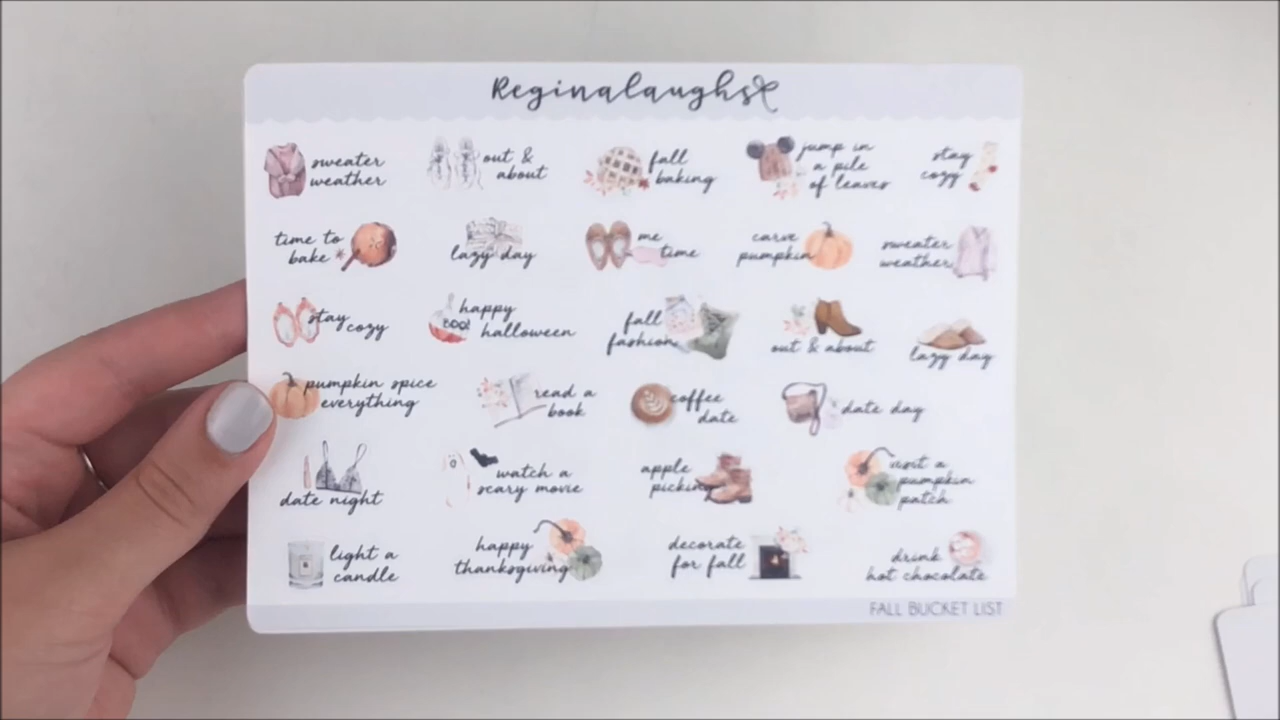 Reginalaughs
sweater
weather
out &
about
fall
baking
jump in
a pile
of leaves
stay
cozy
time to
bake
lazy day
me
time
carve
pumpkin
sweater
weather
stay
cozy
happy
halloween
BOO!
fall
fashion
out & about
lazy day
pumpkin spice
everything
read a
book
coffee
date
date day
date night
watch a
scary movie
apple
picking
visit a
pumpkin
patch
light a
candle
happy
thanksgiving
decorate
for fall
drink
hot chocolate
FALL BUCKET LIST